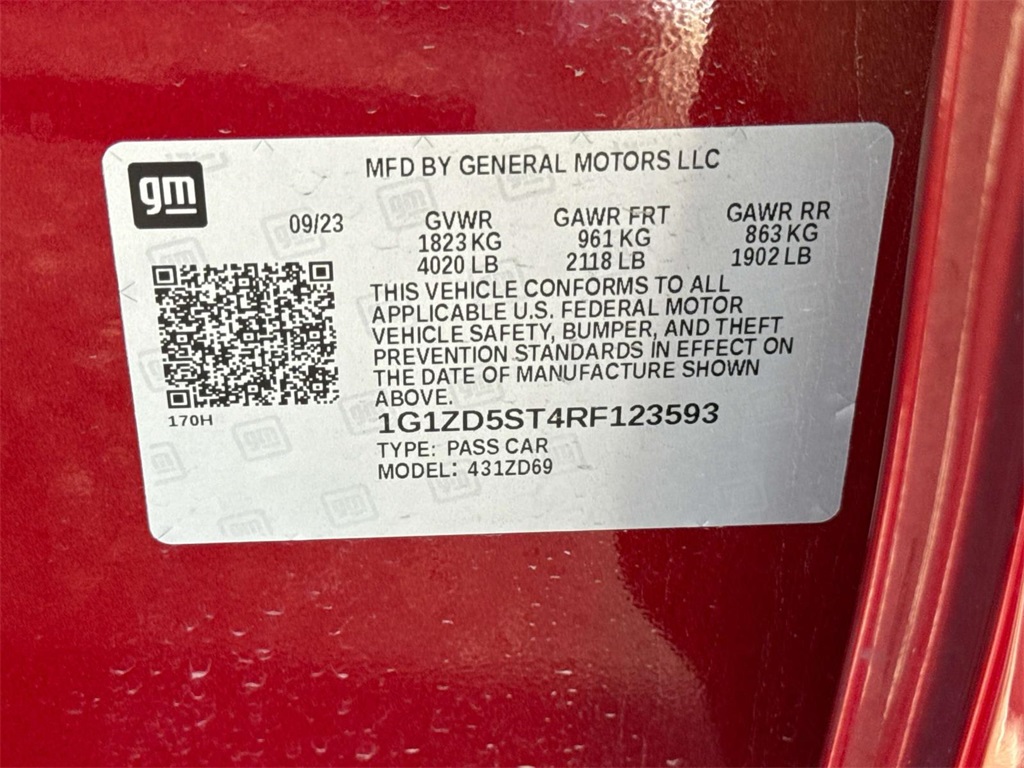 gm
MFD BY GENERAL MOTORS LLC
09/23 GVWR GAWR FRT GAWR RR
1823 KG 961 KG 863 KG
4020 LB 2118 LB 1902 LB
THIS VEHICLE CONFORMS TO ALL
APPLICABLE U.S. FEDERAL MOTOR
VEHICLE SAFETY, BUMPER, AND THEFT
PREVENTION STANDARDS IN EFFECT ON
THE DATE OF MANUFACTURE SHOWN
ABOVE.
170H
1G1ZD5ST4RF123593
TYPE: PASS CAR
MODEL: 431ZD69